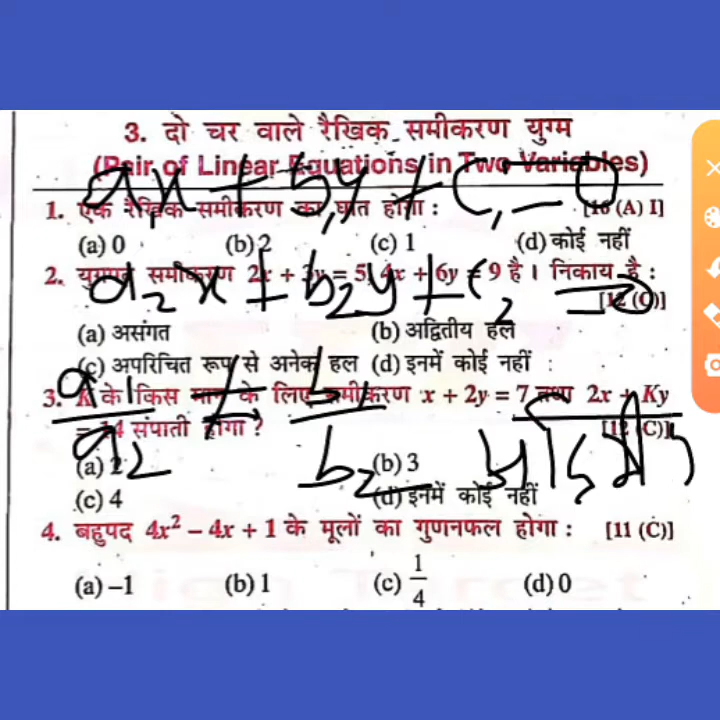 3. दो चर वाले रैखिक समीकरण युग्म
(Pair of Linear Equations in Two Variables)
a₁x + b₁y + c₁ = 0
1. एक रैखिक समीकरण का घात होगा : [16 (A) I]
(a) 0 (b) 2 (c) 1 (d) कोई नहीं
2. युगपद समीकरण 2x + 3y = 5, 4x + 6y = 9 है। निकाय है :
a₂x + b₂y + c₂ = 0
[12 (C)]
(a) असंगत (b) अद्वितीय हल
(c) अपरिचित रूप से अनेक हल (d) इनमें कोई नहीं :
3. K के किस मान के लिए समीकरण x + 2y = 7 तथा 2x + Ky
= 14 संपाती होगा ? [12 (C)]
a₁/a₂ ≠ b₁/b₂
(a) 2 (b) 3
(c) 4 (d) इनमें कोई नहीं
4. बहुपद 4x² – 4x + 1 के मूलों का गुणनफल होगा : [11 (C)]
(a) –1 (b) 1 (c) 1/4 (d) 0